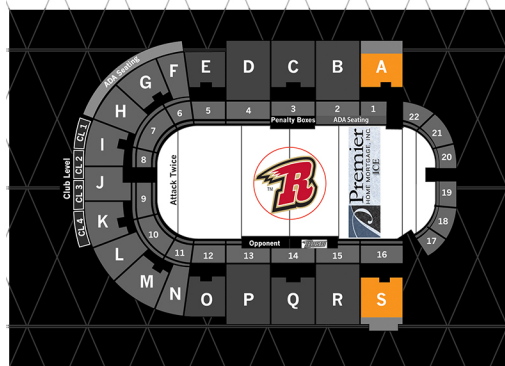 ADA Seating
F
E
D
C
B
A
G
H
I
J
K
L
M
N
O
P
Q
R
S
Club Level
CL 1
CL 2
CL 3
CL 4
5
4
3
2
1
Penalty Boxes
ADA Seating
6
7
8
9
10
11
12
13
14
15
16
22
21
20
19
18
17
Attack Twice
R
TM
Premier
HOME MORTGAGE, INC.
ICE
Opponent